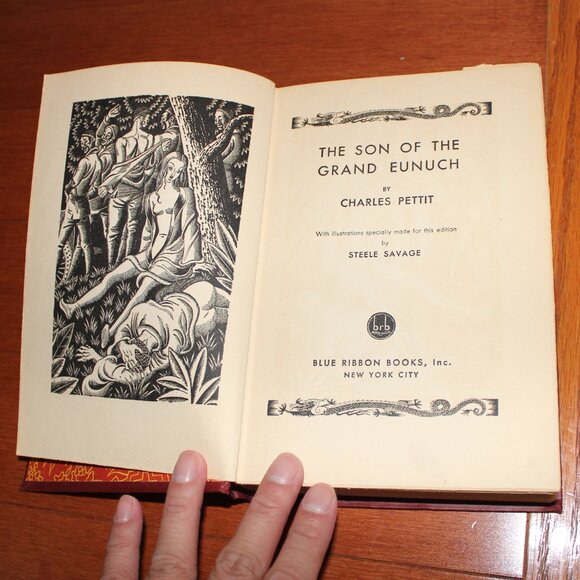 THE SON OF THE
GRAND EUNUCH
BY
CHARLES PETTIT
With illustrations specially made for this edition
by
STEELE SAVAGE
brb
BLUE RIBBON BOOKS, Inc.
NEW YORK CITY